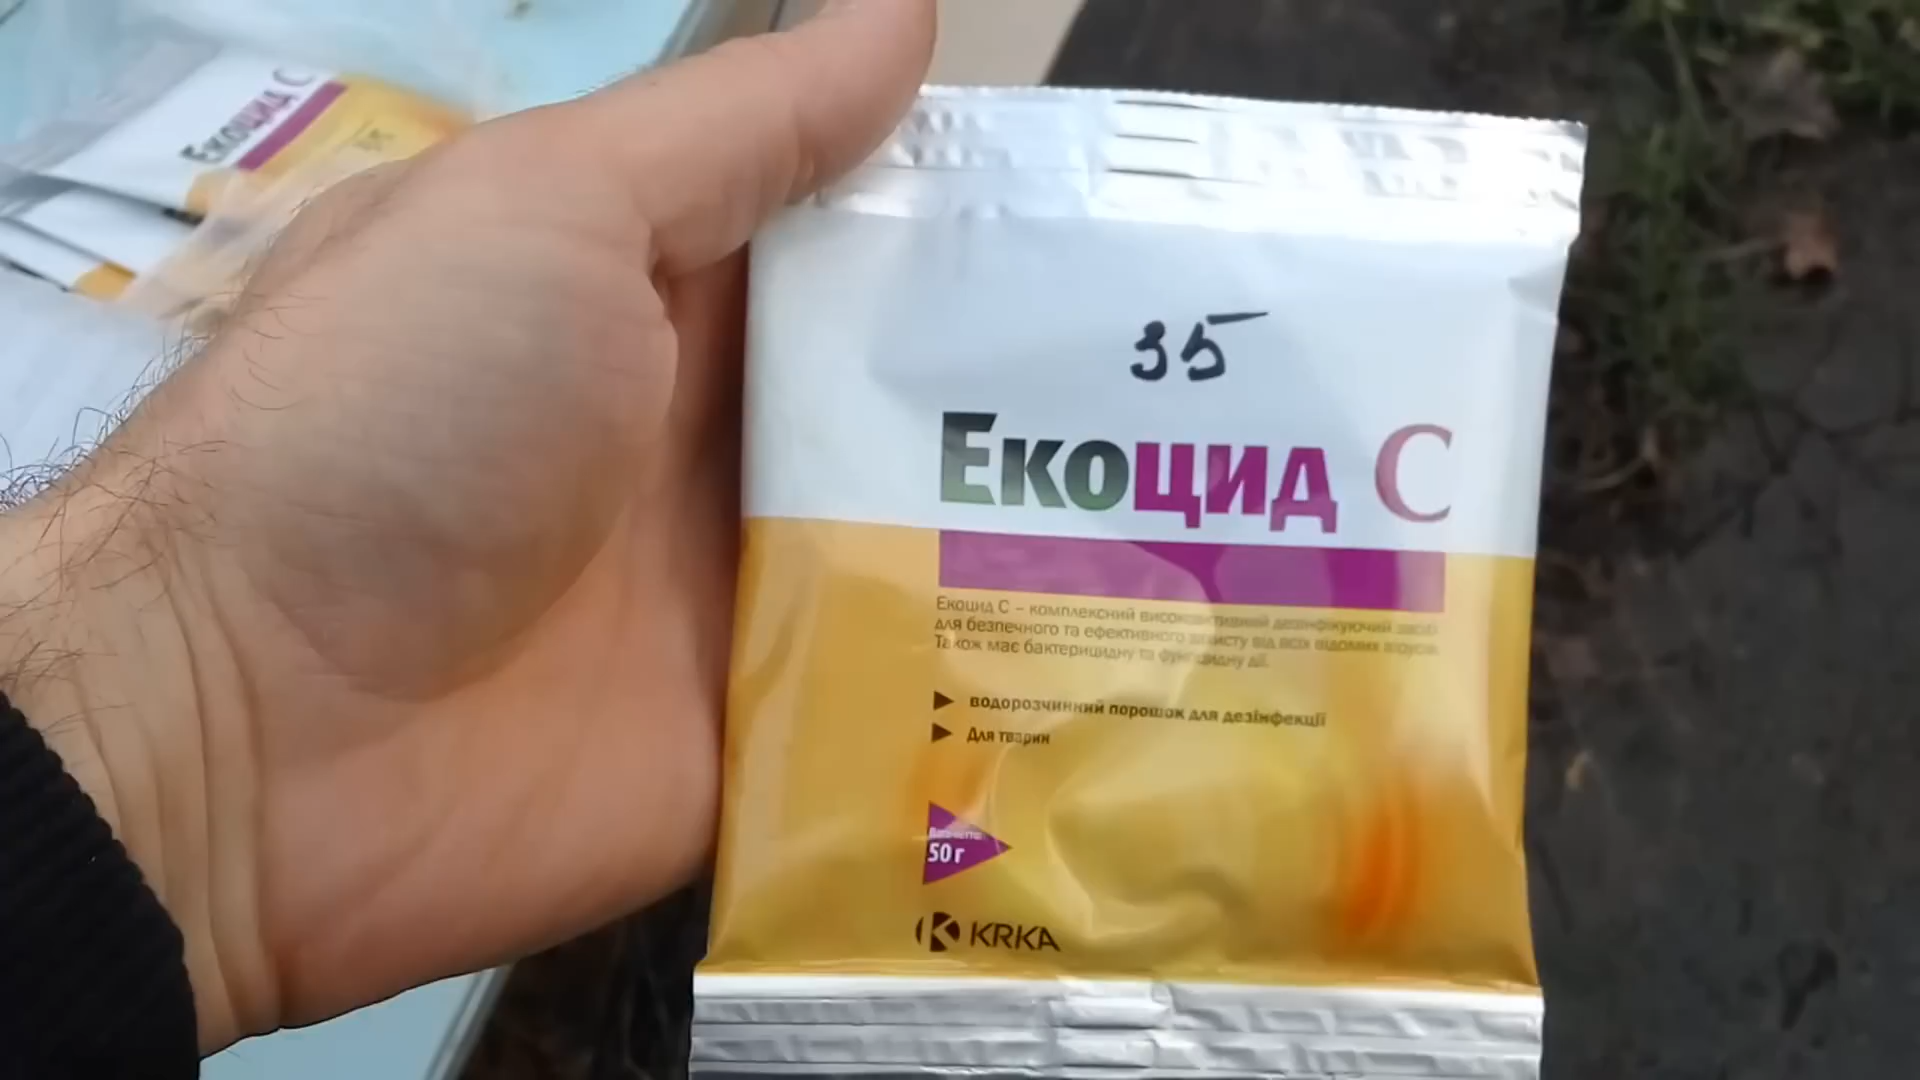 35
Екоцид С
Екоцид С – комплексний високоактивний дезінфікуючий засіб
для безпечного та ефективного захисту від всіх відомих вірусів.
Також має бактерицидну та фунгіцидну дії.
водорозчинний порошок для дезінфекції
Для тварин
50 г
KRKA
Екоцид С